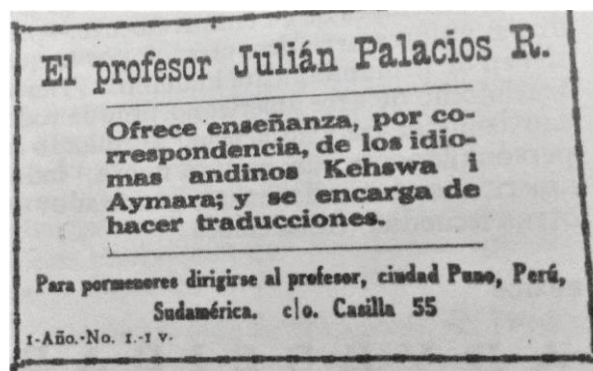 El profesor Julián Palacios R.
Ofrece enseñanza, por co-
rrespondencia, de los idio-
mas andinos Kehswa i
Aymara; y se encarga de
hacer traducciones.
Para pormenores dirigirse al profesor, ciudad Puno, Perú,
Sudamérica. c|o. Casilla 55
1-Año.-No. 1.-1 v.